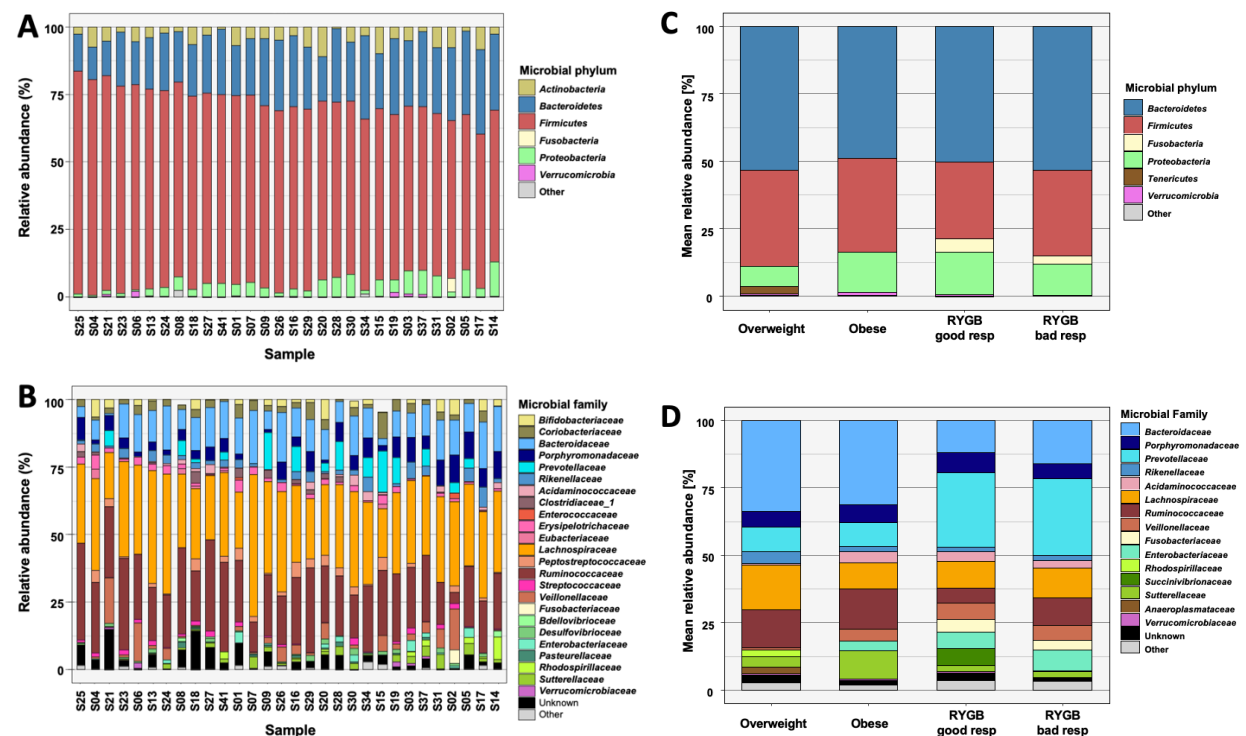 A
Relative abundance (%)
100
75
50
25
0
S25 S04 S21 S23 S06 S13 S24 S08 S18 S27 S41 S01 S07 S09 S26 S16 S29 S20 S28 S30 S34 S15 S19 S03 S37 S31 S02 S05 S17 S14
Sample
Microbial phylum
Actinobacteria
Bacteroidetes
Firmicutes
Fusobacteria
Proteobacteria
Verrucomicrobia
Other
B
Relative abundance (%)
100
75
50
25
0
S25 S04 S21 S23 S06 S13 S24 S08 S18 S27 S41 S01 S07 S09 S26 S16 S29 S20 S28 S30 S34 S15 S19 S03 S37 S31 S02 S05 S17 S14
Sample
Microbial family
Bifidobacteriaceae
Coriobacteriaceae
Bacteroidaceae
Porphyromonadaceae
Prevotellaceae
Rikenellaceae
Acidaminococcaceae
Clostridiaceae_1
Enterococcaceae
Erysipelotrichaceae
Eubacteriaceae
Lachnospiraceae
Peptostreptococcaceae
Ruminococcaceae
Streptococcaceae
Veillonellaceae
Fusobacteriaceae
Bdellovibrioceae
Desulfovibrioceae
Enterobacteriaceae
Pasteurellaceae
Rhodospirillaceae
Sutterellaceae
Verrucomicrobiaceae
Unknown
Other
C
Mean relative abundance [%]
100
75
50
25
0
Overweight
Obese
RYGB
good resp
RYGB
bad resp
Microbial phylum
Bacteroidetes
Firmicutes
Fusobacteria
Proteobacteria
Tenericutes
Verrucomicrobia
Other
D
Mean relative abundance [%]
100
75
50
25
0
Overweight
Obese
RYGB
good resp
RYGB
bad resp
Microbial Family
Bacteroidaceae
Porphyromonadaceae
Prevotellaceae
Rikenellaceae
Acidaminococcaceae
Lachnospiraceae
Ruminococcaceae
Veillonellaceae
Fusobacteriaceae
Enterobacteriaceae
Rhodospirillaceae
Succinivibrionaceae
Sutterellaceae
Anaeroplasmataceae
Verrucomicrobiaceae
Unknown
Other